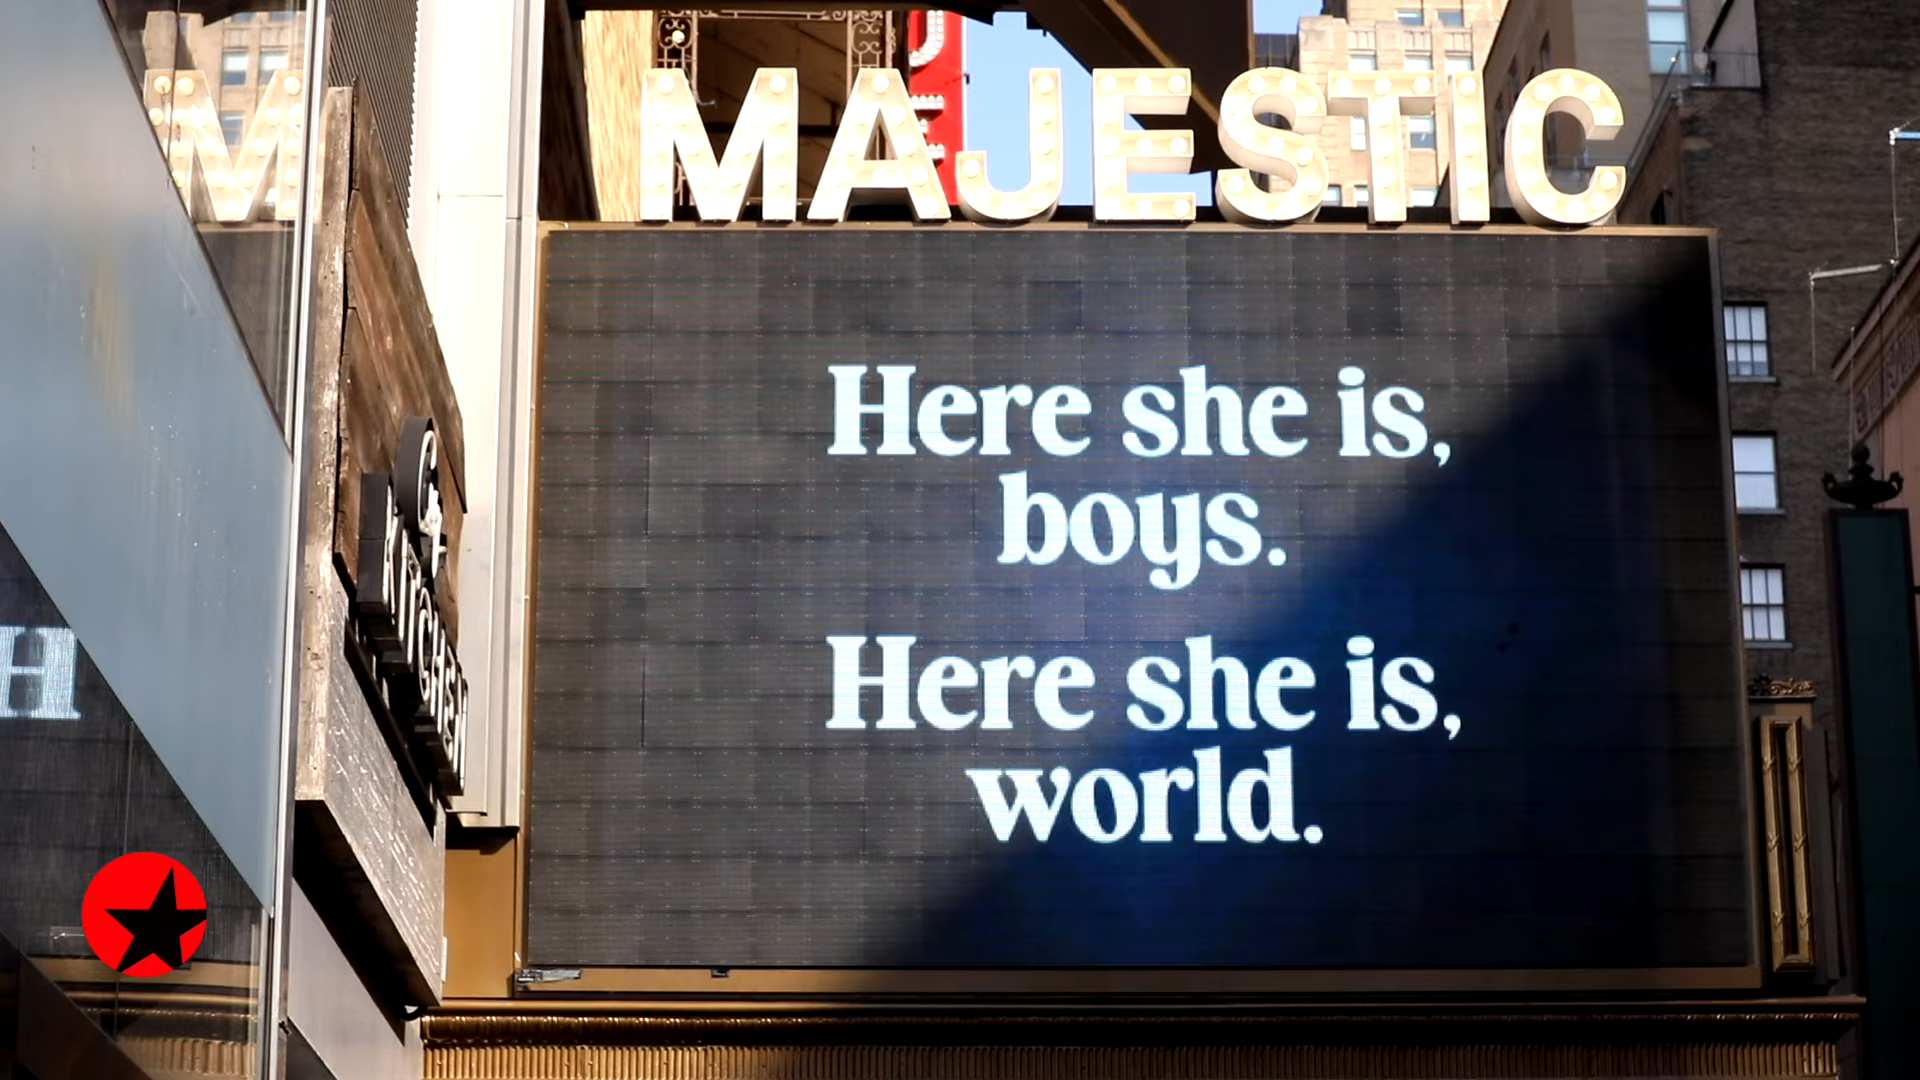 MAJESTIC
Here she is,
boys.
Here she is,
world.
M
KITCHEN
H